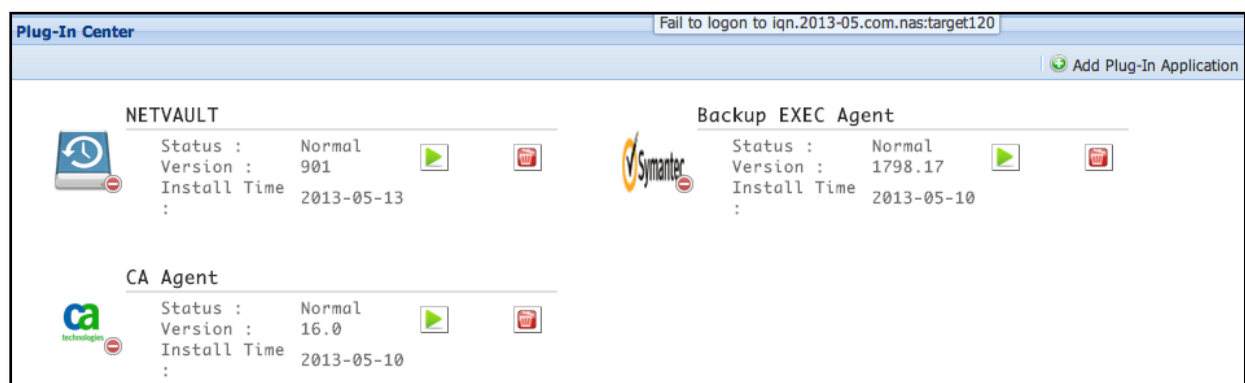 Plug-In Center
Fail to logon to iqn.2013-05.com.nas:target120
Add Plug-In Application
NETVAULT
Status : Normal
Version : 901
Install Time : 2013-05-13
Backup EXEC Agent
Symantec
Status : Normal
Version : 1798.17
Install Time : 2013-05-10
CA Agent
ca
technologies
Status : Normal
Version : 16.0
Install Time : 2013-05-10